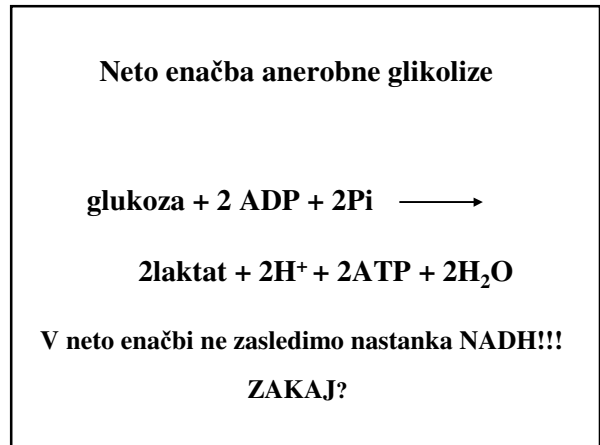 Neto enačba anerobne glikolize
glukoza + 2 ADP + 2Pi ⟶
2laktat + 2H⁺ + 2ATP + 2H₂O
V neto enačbi ne zasledimo nastanka NADH!!!
ZAKAJ?